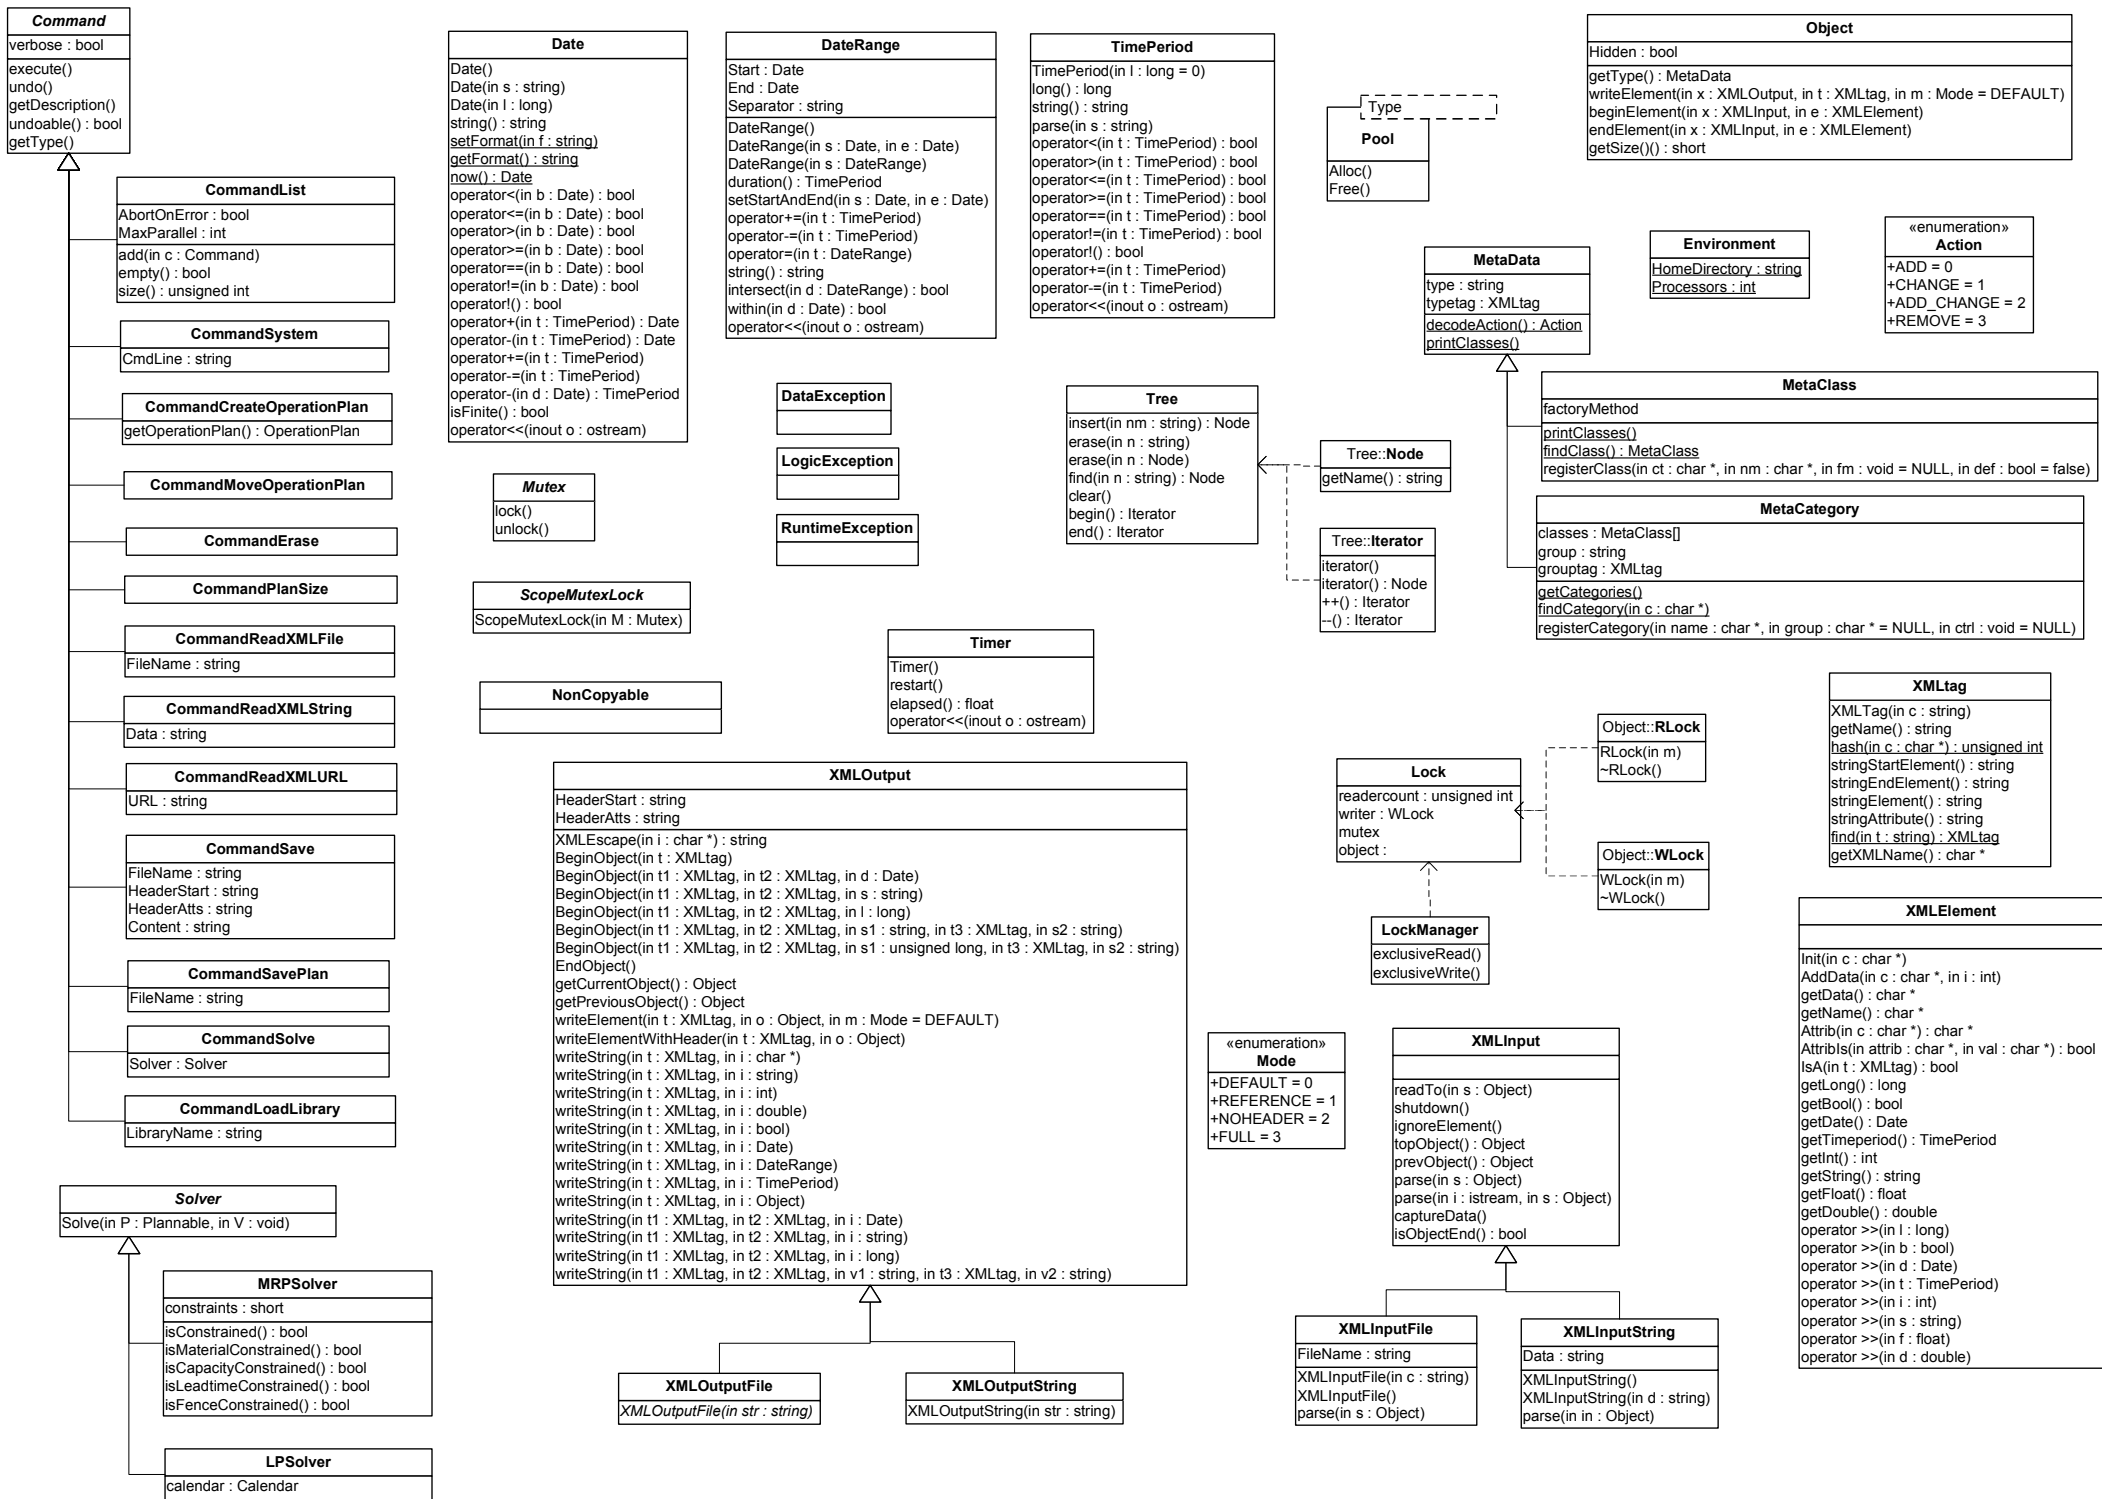 Command
verbose : bool
execute()
undo()
getDescription()
undoable() : bool
getType()
CommandList
AbortOnError : bool
MaxParallel : int
add(in c : Command)
empty() : bool
size() : unsigned int
CommandSystem
CmdLine : string
CommandCreateOperationPlan
getOperationPlan() : OperationPlan
CommandMoveOperationPlan
CommandErase
CommandPlanSize
CommandReadXMLFile
FileName : string
CommandReadXMLString
Data : string
CommandReadXMLURL
URL : string
CommandSave
FileName : string
HeaderStart : string
HeaderAtts : string
Content : string
CommandSavePlan
FileName : string
CommandSolve
Solver : Solver
CommandLoadLibrary
LibraryName : string
Solver
Solve(in P : Plannable, in V : void)
MRPSolver
constraints : short
isConstrained() : bool
isMaterialConstrained() : bool
isCapacityConstrained() : bool
isLeadtimeConstrained() : bool
isFenceConstrained() : bool
LPSolver
calendar : Calendar
Date
Date()
Date(in s : string)
Date(in l : long)
string() : string
setFormat(in f : string)
getFormat() : string
now() : Date
operator<(in b : Date) : bool
operator<=(in b : Date) : bool
operator>(in b : Date) : bool
operator>=(in b : Date) : bool
operator==(in b : Date) : bool
operator!=(in b : Date) : bool
operator!() : bool
operator+(in t : TimePeriod) : Date
operator-(in t : TimePeriod) : Date
operator+=(in t : TimePeriod)
operator-=(in t : TimePeriod)
operator-(in d : Date) : TimePeriod
isFinite() : bool
operator<<(inout o : ostream)
Mutex
lock()
unlock()
ScopeMutexLock
ScopeMutexLock(in M : Mutex)
NonCopyable
DateRange
Start : Date
End : Date
Separator : string
DateRange()
DateRange(in s : Date, in e : Date)
DateRange(in s : DateRange)
duration() : TimePeriod
setStartAndEnd(in s : Date, in e : Date)
operator+=(in t : TimePeriod)
operator-=(in t : TimePeriod)
operator=(in t : DateRange)
string() : string
intersect(in d : DateRange) : bool
within(in d : Date) : bool
operator<<(inout o : ostream)
DataException
LogicException
RuntimeException
Timer
Timer()
restart()
elapsed() : float
operator<<(inout o : ostream)
TimePeriod
TimePeriod(in l : long = 0)
long() : long
string() : string
parse(in s : string)
operator<(in t : TimePeriod) : bool
operator>(in t : TimePeriod) : bool
operator<=(in t : TimePeriod) : bool
operator>=(in t : TimePeriod) : bool
operator==(in t : TimePeriod) : bool
operator!=(in t : TimePeriod) : bool
operator!() : bool
operator+=(in t : TimePeriod)
operator-=(in t : TimePeriod)
operator<<(inout o : ostream)
Tree
insert(in nm : string) : Node
erase(in n : string)
erase(in n : Node)
find(in n : string) : Node
clear()
begin() : Iterator
end() : Iterator
Tree::Node
getName() : string
Tree::Iterator
iterator()
iterator() : Node
++() : Iterator
--() : Iterator
Type
Pool
Alloc()
Free()
Object
Hidden : bool
getType() : MetaData
writeElement(in x : XMLOutput, in t : XMLtag, in m : Mode = DEFAULT)
beginElement(in x : XMLInput, in e : XMLElement)
endElement(in x : XMLInput, in e : XMLElement)
getSize()() : short
Environment
HomeDirectory : string
Processors : int
«enumeration»
Action
+ADD = 0
+CHANGE = 1
+ADD_CHANGE = 2
+REMOVE = 3
MetaData
type : string
typetag : XMLtag
decodeAction() : Action
printClasses()
MetaClass
factoryMethod
printClasses()
findClass() : MetaClass
registerClass(in ct : char *, in nm : char *, in fm : void = NULL, in def : bool = false)
MetaCategory
classes : MetaClass[]
group : string
grouptag : XMLtag
getCategories()
findCategory(in c : char *)
registerCategory(in name : char *, in group : char * = NULL, in ctrl : void = NULL)
XMLOutput
HeaderStart : string
HeaderAtts : string
XMLEscape(in i : char *) : string
BeginObject(in t : XMLtag)
BeginObject(in t1 : XMLtag, in t2 : XMLtag, in d : Date)
BeginObject(in t1 : XMLtag, in t2 : XMLtag, in s : string)
BeginObject(in t1 : XMLtag, in t2 : XMLtag, in l : long)
BeginObject(in t1 : XMLtag, in t2 : XMLtag, in s1 : string, in t3 : XMLtag, in s2 : string)
BeginObject(in t1 : XMLtag, in t2 : XMLtag, in s1 : unsigned long, in t3 : XMLtag, in s2 : string)
EndObject()
getCurrentObject() : Object
getPreviousObject() : Object
writeElement(in t : XMLtag, in o : Object, in m : Mode = DEFAULT)
writeElementWithHeader(in t : XMLtag, in o : Object)
writeString(in t : XMLtag, in i : char *)
writeString(in t : XMLtag, in i : string)
writeString(in t : XMLtag, in i : int)
writeString(in t : XMLtag, in i : double)
writeString(in t : XMLtag, in i : bool)
writeString(in t : XMLtag, in i : Date)
writeString(in t : XMLtag, in i : DateRange)
writeString(in t : XMLtag, in i : TimePeriod)
writeString(in t : XMLtag, in i : Object)
writeString(in t1 : XMLtag, in t2 : XMLtag, in i : Date)
writeString(in t1 : XMLtag, in t2 : XMLtag, in i : string)
writeString(in t1 : XMLtag, in t2 : XMLtag, in i : long)
writeString(in t1 : XMLtag, in t2 : XMLtag, in v1 : string, in t3 : XMLtag, in v2 : string)
XMLOutputFile
XMLOutputFile(in str : string)
XMLOutputString
XMLOutputString(in str : string)
Lock
readercount : unsigned int
writer : WLock
mutex
object :
Object::RLock
RLock(in m)
~RLock()
Object::WLock
WLock(in m)
~WLock()
LockManager
exclusiveRead()
exclusiveWrite()
«enumeration»
Mode
+DEFAULT = 0
+REFERENCE = 1
+NOHEADER = 2
+FULL = 3
XMLInput
readTo(in s : Object)
shutdown()
ignoreElement()
topObject() : Object
prevObject() : Object
parse(in s : Object)
parse(in i : istream, in s : Object)
captureData()
isObjectEnd() : bool
XMLInputFile
FileName : string
XMLInputFile(in c : string)
XMLInputFile()
parse(in s : Object)
XMLInputString
Data : string
XMLInputString()
XMLInputString(in d : string)
parse(in in : Object)
XMLtag
XMLTag(in c : string)
getName() : string
hash(in c : char *) : unsigned int
stringStartElement() : string
stringEndElement() : string
stringElement() : string
stringAttribute() : string
find(in t : string) : XMLtag
getXMLName() : char *
XMLElement
Init(in c : char *)
AddData(in c : char *, in i : int)
getData() : char *
getName() : char *
Attrib(in c : char *) : char *
AttribIs(in attrib : char *, in val : char *) : bool
IsA(in t : XMLtag) : bool
getLong() : long
getBool() : bool
getDate() : Date
getTimeperiod() : TimePeriod
getInt() : int
getString() : string
getFloat() : float
getDouble() : double
operator >>(in l : long)
operator >>(in b : bool)
operator >>(in d : Date)
operator >>(in t : TimePeriod)
operator >>(in i : int)
operator >>(in s : string)
operator >>(in f : float)
operator >>(in d : double)